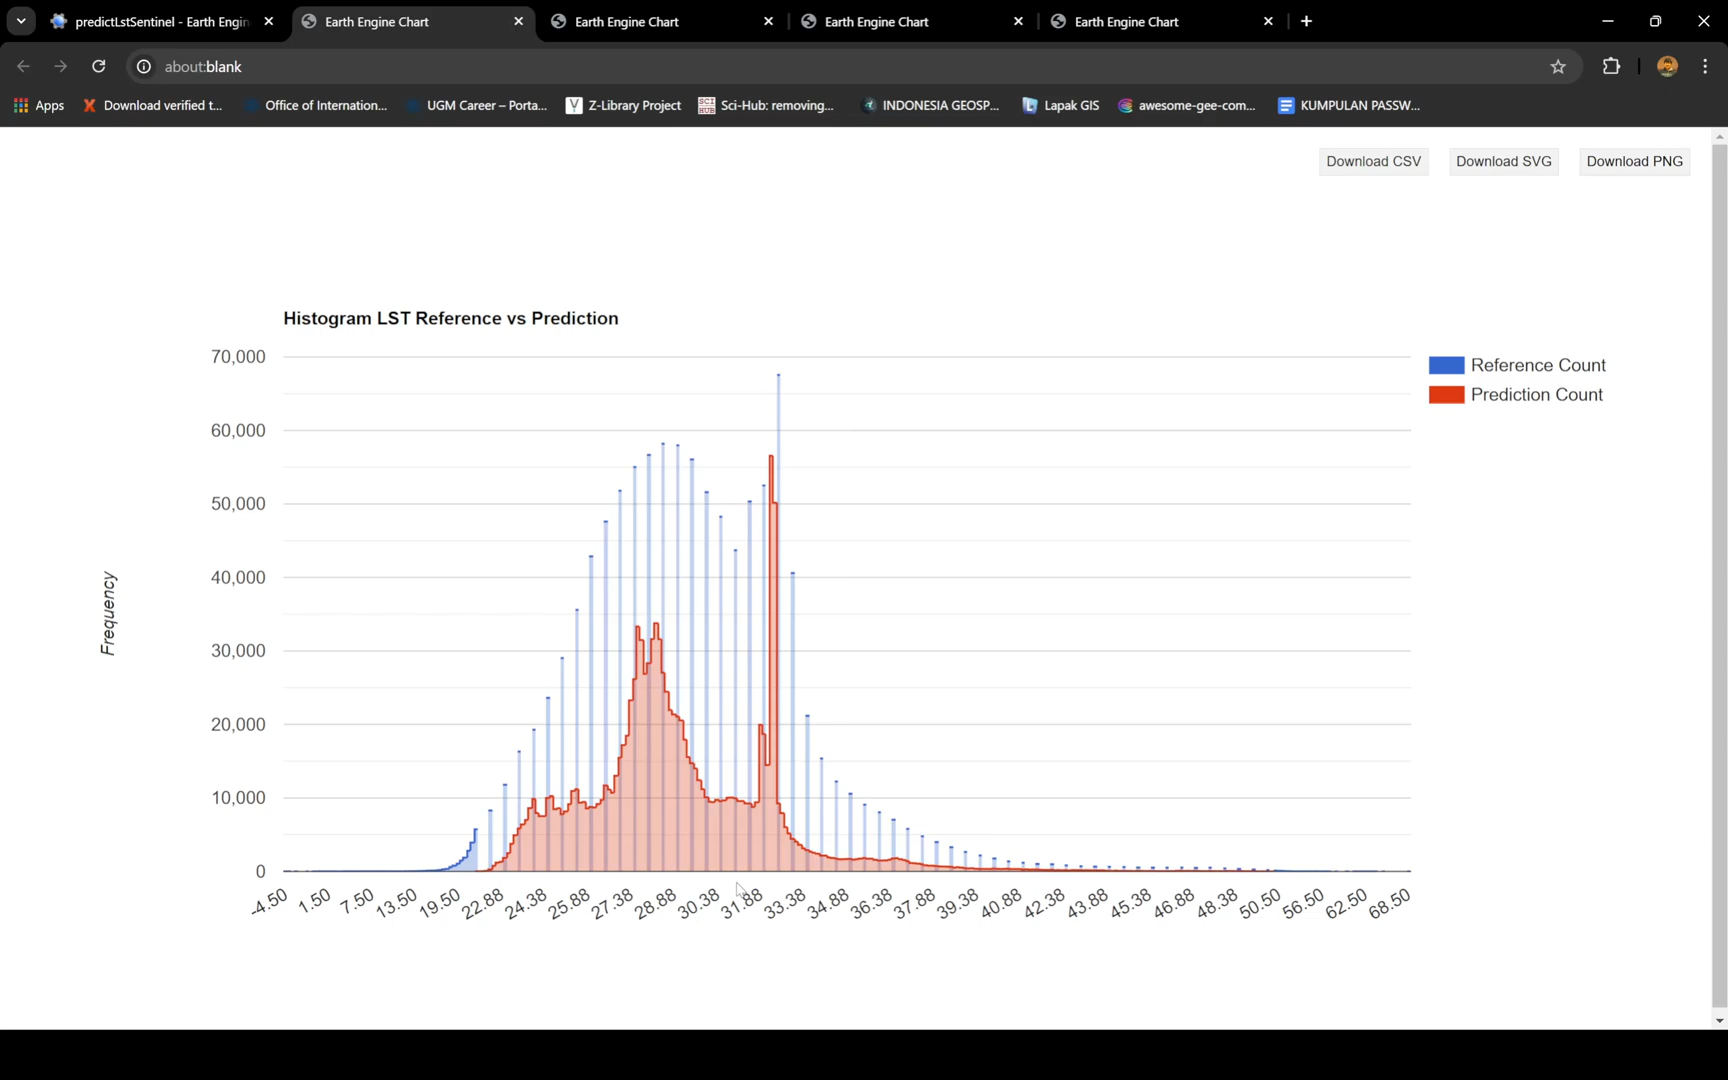 predictLstSentinel - Earth Engin
Earth Engine Chart
Earth Engine Chart
Earth Engine Chart
Earth Engine Chart
about:blank
Apps
Download verified t...
Office of Internation...
UGM Career – Porta...
Z-Library Project
SCI HUB
Sci-Hub: removing...
INDONESIA GEOSP...
Lapak GIS
awesome-gee-com...
KUMPULAN PASSW...
Download CSV
Download SVG
Download PNG
Histogram LST Reference vs Prediction
70,000
60,000
50,000
40,000
30,000
20,000
10,000
0
Frequency
Reference Count
Prediction Count
-4.50 1.50 7.50 13.50 19.50 22.88 24.38 25.88 27.38 28.88 30.38 31.88 33.38 34.88 36.38 37.88 39.38 40.88 42.38 43.88 45.38 46.88 48.38 50.50 56.50 62.50 68.50